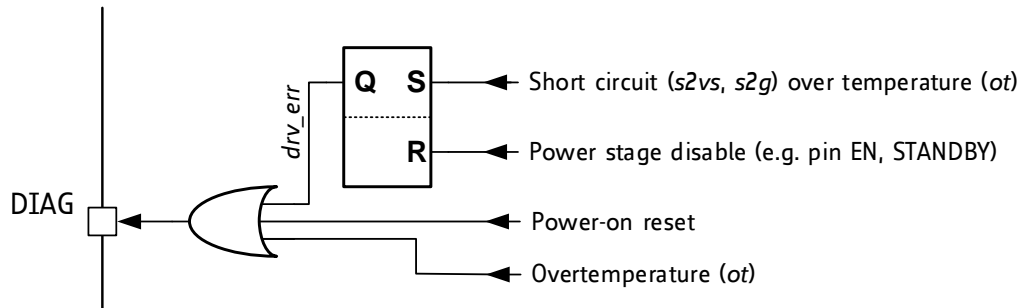 Q S
Short circuit (s2vs, s2g) over temperature (ot)
drv_err
R
Power stage disable (e.g. pin EN, STANDBY)
DIAG
Power-on reset
Overtemperature (ot)